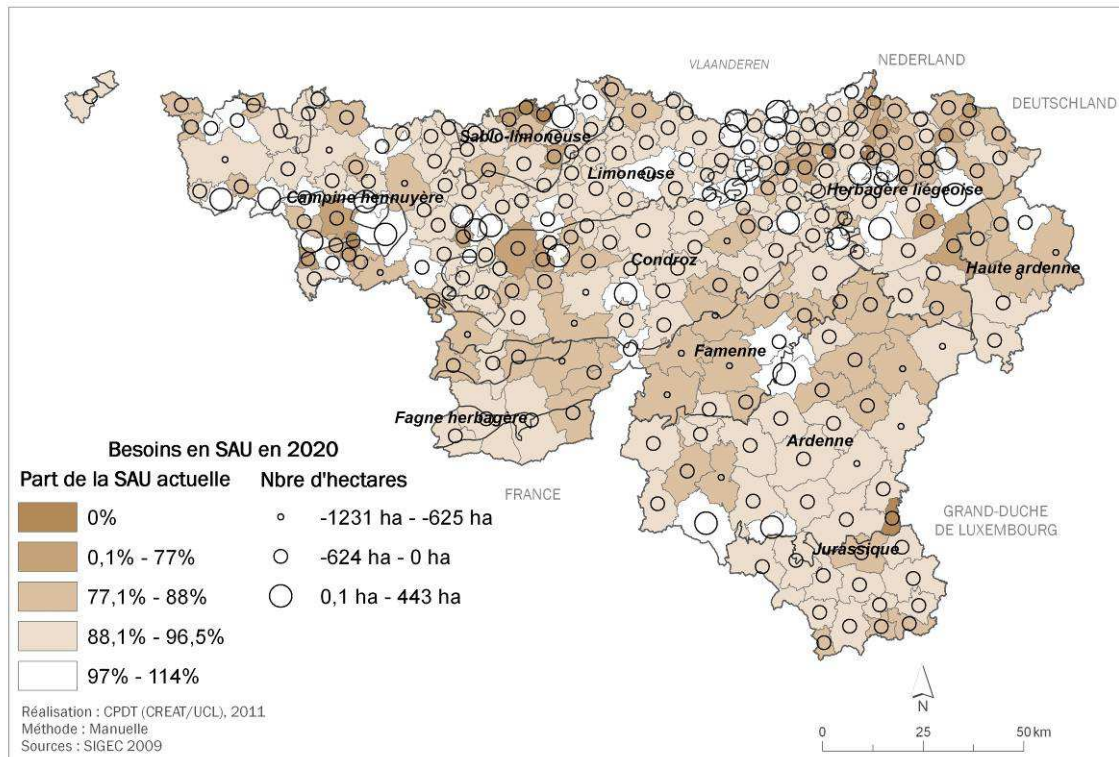 VLAANDEREN
NEDERLAND
DEUTSCHLAND
Sablo-limoneuse
Limoneuse
Campine hennuyère
Herbagère liégeoise
Condroz
Haute ardenne
Famenne
Fagne herbagère
Ardenne
FRANCE
GRAND-DUCHE
DE LUXEMBOURG
Jurassique
Besoins en SAU en 2020
Part de la SAU actuelle
0%
0,1% - 77%
77,1% - 88%
88,1% - 96,5%
97% - 114%
Nbre d'hectares
-1231 ha - -625 ha
-624 ha - 0 ha
0,1 ha - 443 ha
Réalisation : CPDT (CREAT/UCL), 2011
Méthode : Manuelle
Sources : SIGEC 2009
N
0 25 50 km